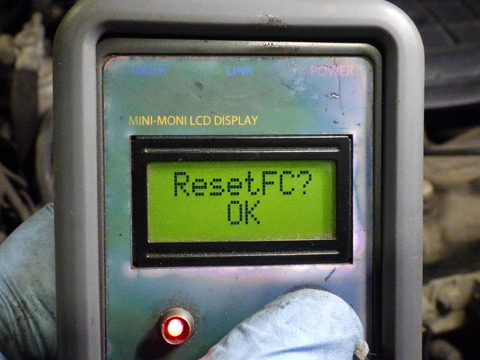 LIGHT LINK POWER
MINI-MONI LCD DISPLAY
ResetFC?
OK